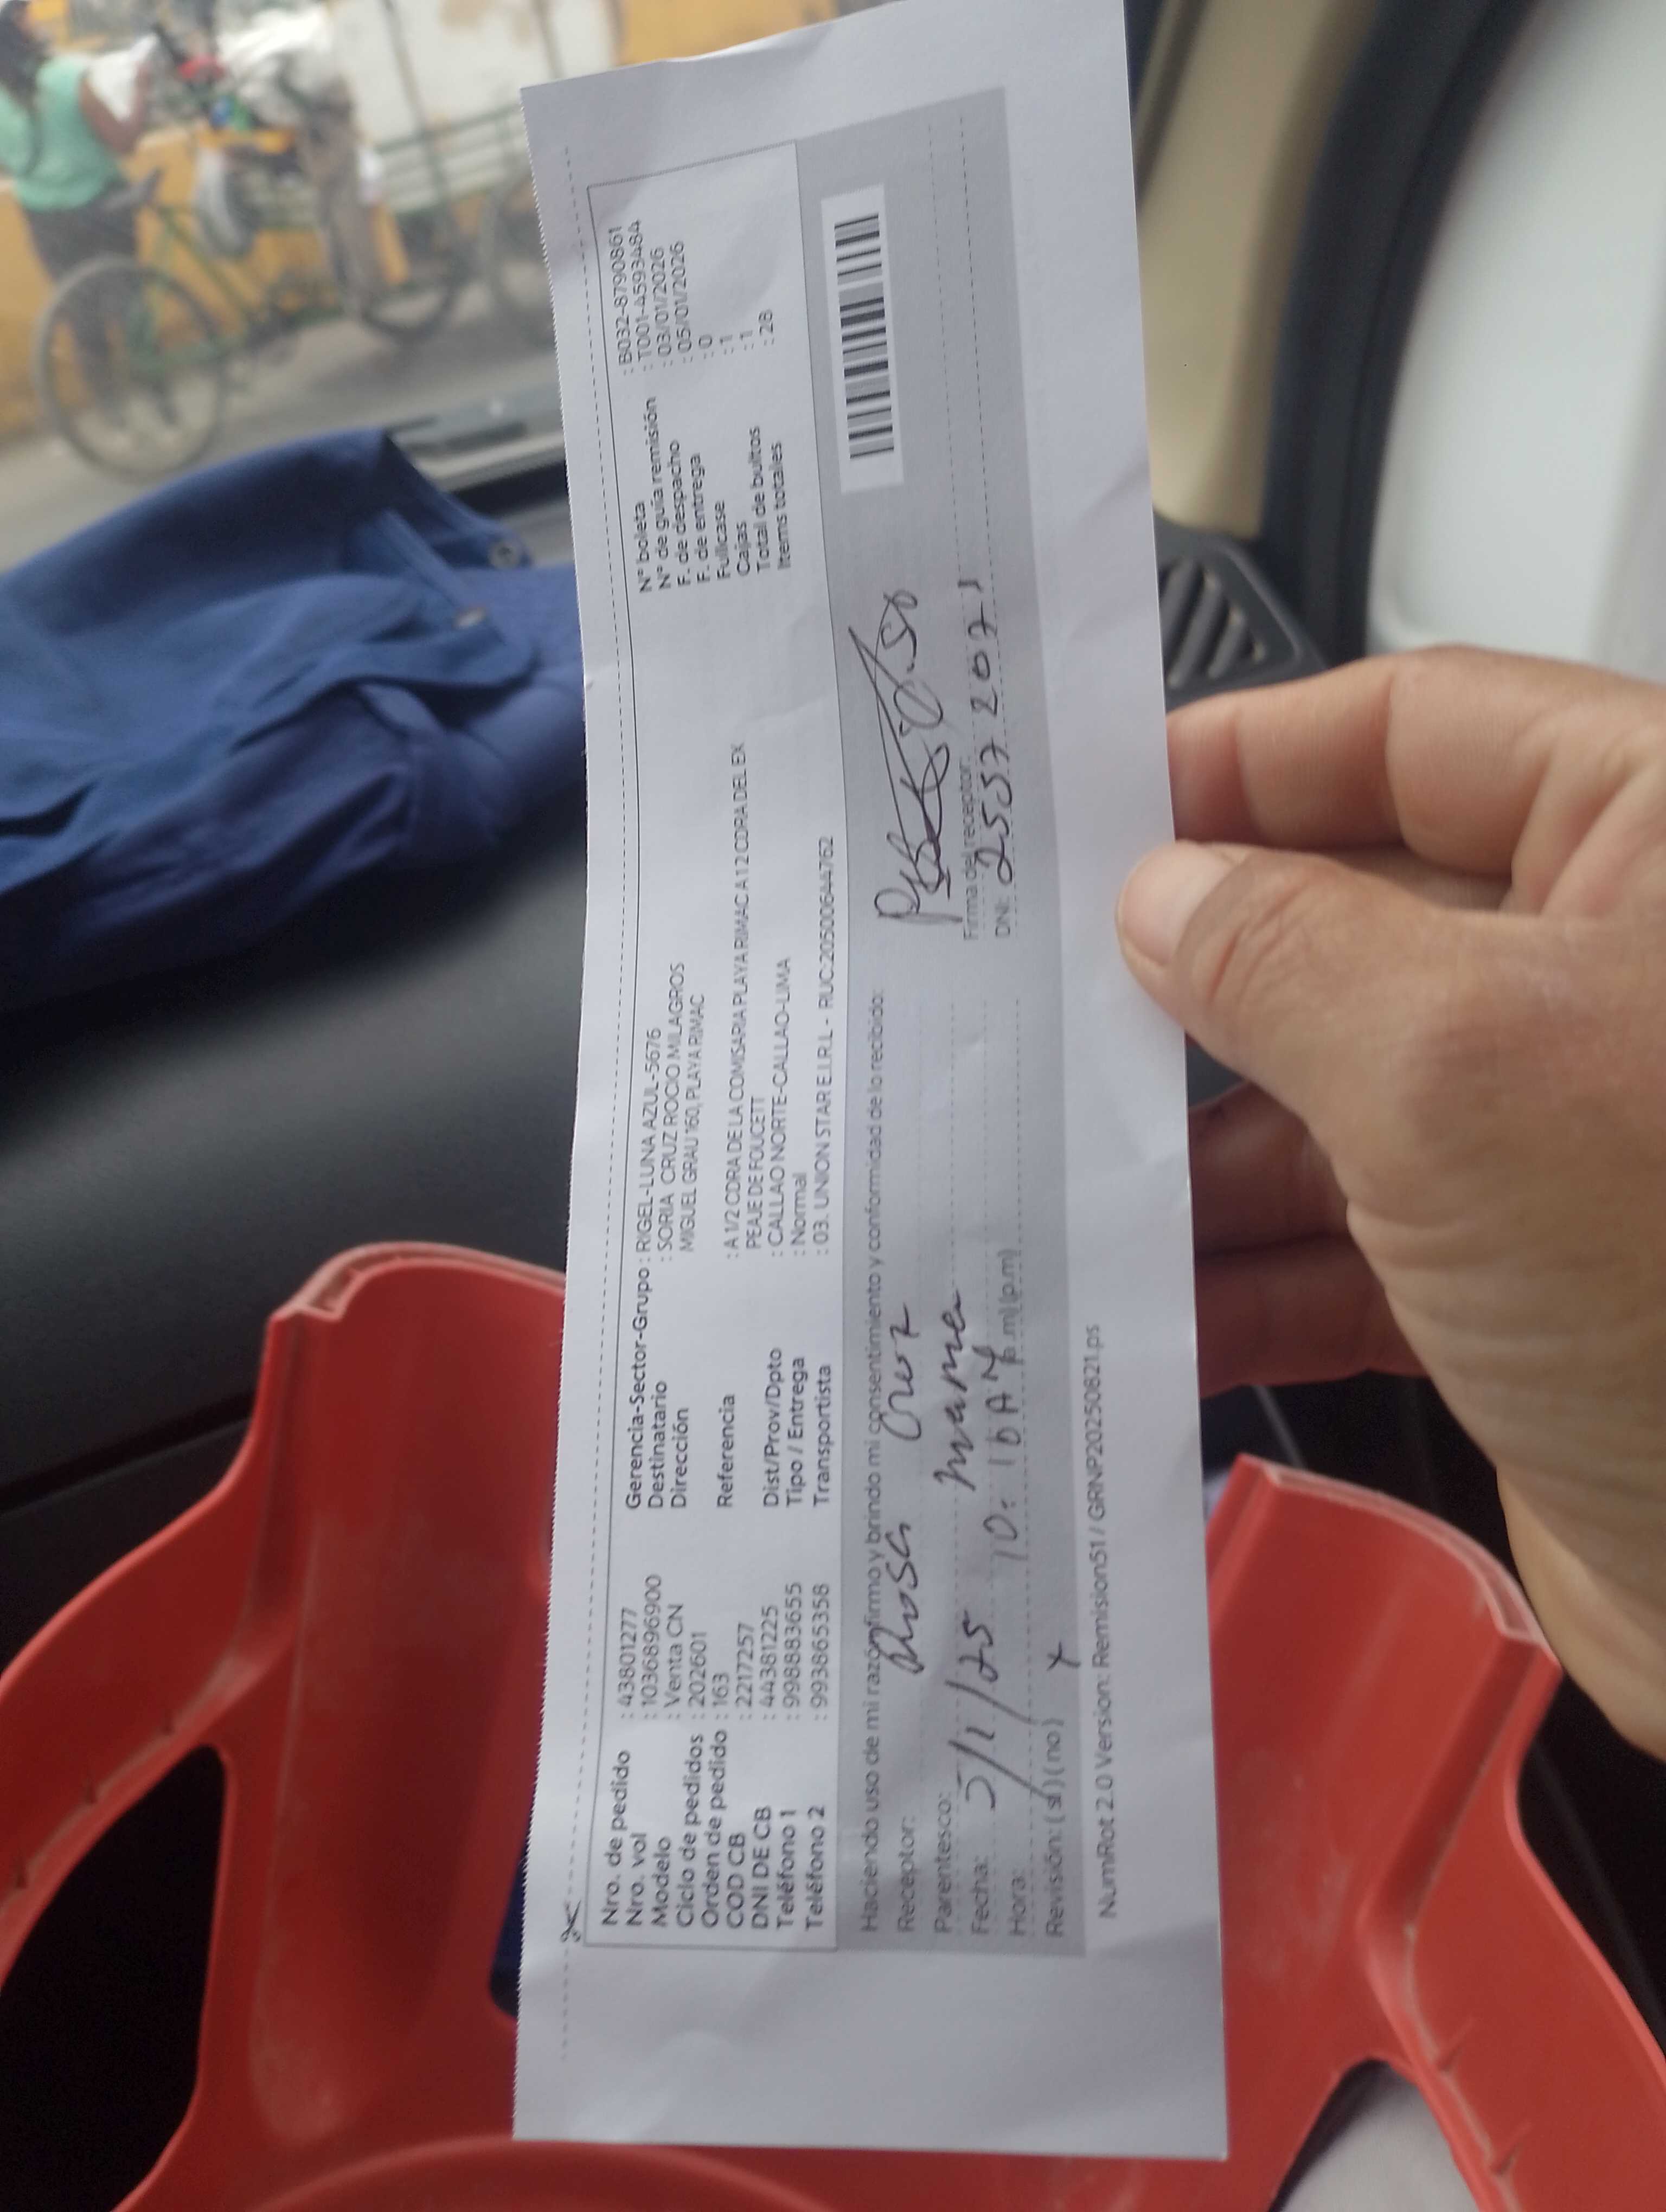 Nro. de pedido : 43801277
Nro. vol : 1036896900
Modelo : Venta CN
Ciclo de pedidos : 202601
Orden de pedido : 163
COD CB : 2217257
DNI DE CB : 44381225
Teléfono 1 : 998883655
Teléfono 2 : 993865358
Gerencia-Sector-Grupo : RIGEL-LUNA AZUL-5676
Destinatario : SORIA CRUZ ROCIO MILAGROS
Dirección MIGUEL GRAU 160, PLAYA RIMAC
Referencia : A 1/2 CDRA DE LA COMISARIA PLAYA RIMAC A 1 2 CDRA DEL EX
PEAJE DE FOUCETT
Dist/Prov/Dpto : CALLAO NORTE-CALLAO-LIMA
Tipo / Entrega : Normal
Transportista : 03. UNION STAR E.I.R.L - RUC:20500644762
N° boleta : B032-8790861
N° de guía remisión : T001-4593484
F. de despacho : 03/01/2026
F. de entrega : 05/01/2026
Fullcase : 0
Cajas : 1
Total de bultos : 1
Items totales : 28
Haciendo uso de mi razón firmo y brindo mi consentimiento y conformidad de lo recibido:
Receptor: Rosa Cruz
Parentesco: mama
Fecha: 5/1/25
Hora: 10:16 AM (a.m) (p.m)
Revisión: (si) (no)
Firma del receptor:
DNI: 25572071
NumRot 2.0 Version: Remision51 / GRNP20250821.ps